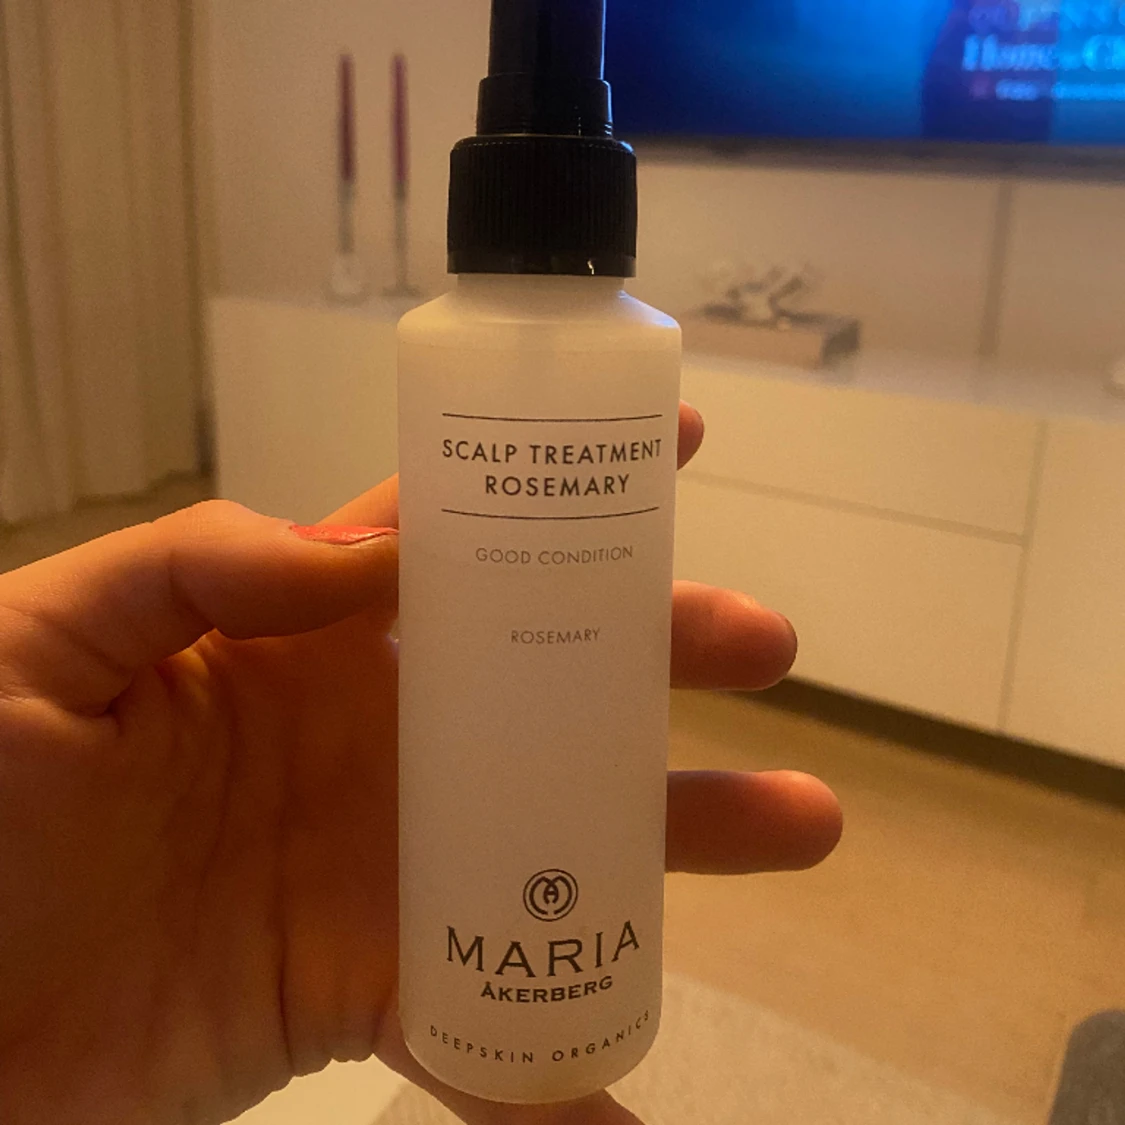 SCALP TREATMENT
ROSEMARY
GOOD CONDITION
ROSEMARY
MARIA
ÅKERBERG
DEEPSKIN ORGANICS